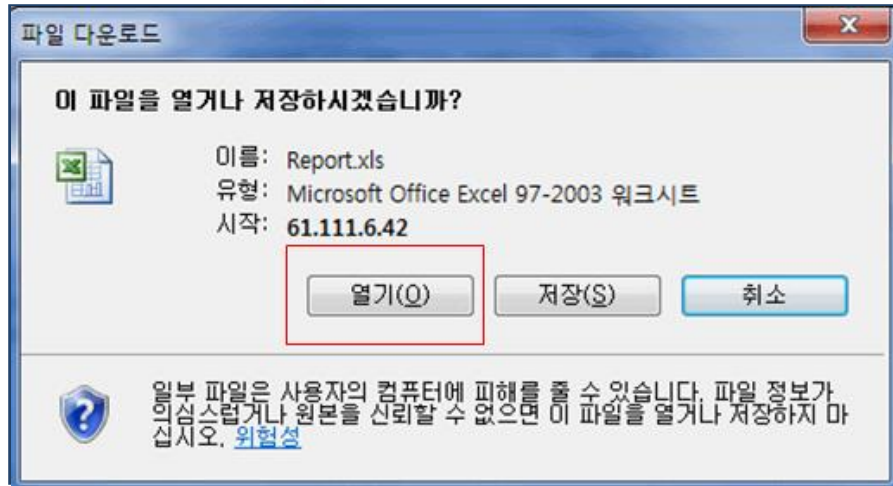 파일 다운로드
이 파일을 열거나 저장하시겠습니까?
이름: Report.xls
유형: Microsoft Office Excel 97-2003 워크시트
시작: 61.111.6.42
열기(O) 저장(S) 취소
일부 파일은 사용자의 컴퓨터에 피해를 줄 수 있습니다. 파일 정보가
의심스럽거나 원본을 신뢰할 수 없으면 이 파일을 열거나 저장하지 마
십시오. 위험성